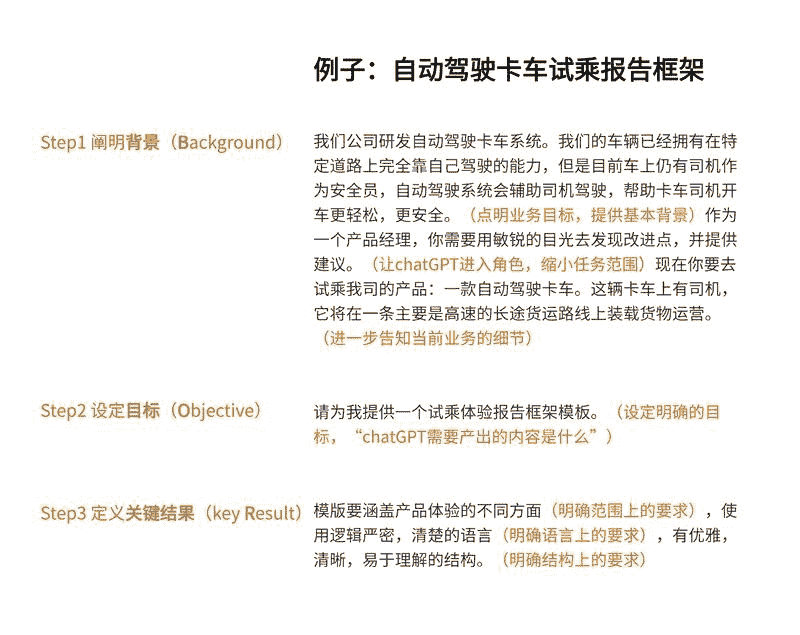 例子：自动驾驶卡车试乘报告框架
Step1 阐明背景（Background）
我们公司研发自动驾驶卡车系统。我们的车辆已经拥有在特
定道路上完全靠自己驾驶的能力，但是目前车上仍有司机作
为安全员，自动驾驶系统会辅助司机驾驶，帮助卡车司机开
车更轻松，更安全。（点明业务目标，提供基本背景）作为
一个产品经理，你需要用敏锐的目光去发现改进点，并提供
建议。（让chatGPT进入角色，缩小任务范围）现在你要去
试乘我司的产品：一款自动驾驶卡车。这辆卡车上有司机，
它将在一条主要是高速的长途货运路线上装载货物运营。
（进一步告知当前业务的细节）
Step2 设定目标（Objective）
请为我提供一个试乘体验报告框架模板。（设定明确的目
标，“chatGPT需要产出的内容是什么”）
Step3 定义关键结果（key Result）
模版要涵盖产品体验的不同方面（明确范围上的要求），使
用逻辑严密，清楚的语言（明确语言上的要求），有优雅，
清晰，易于理解的结构。（明确结构上的要求）